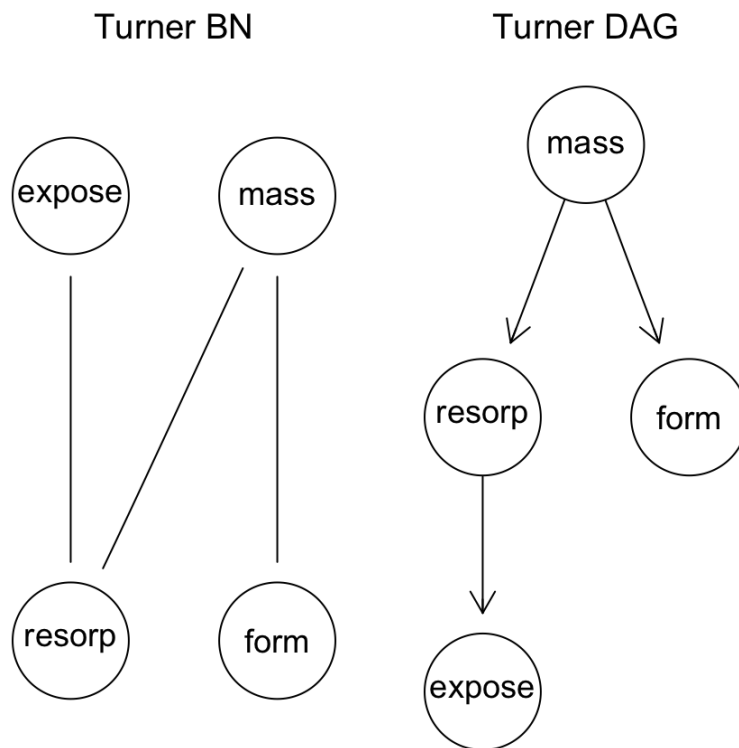 Turner BN
Turner DAG
expose
mass
resorp
form
mass
resorp
form
expose